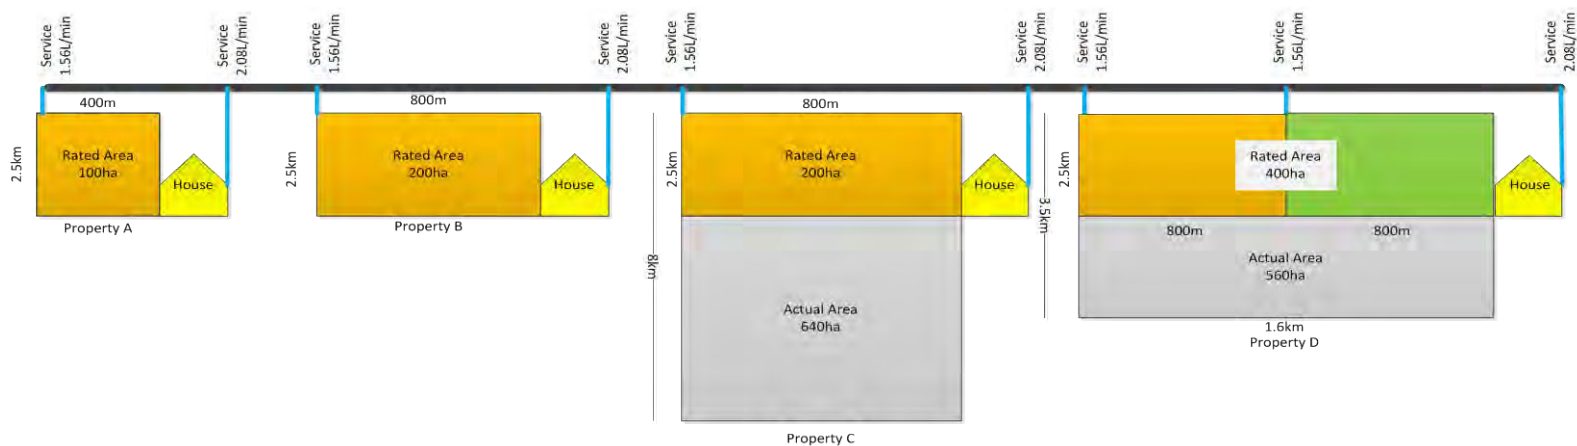 Service
1.56L/min
Service
2.08L/min
Service
1.56L/min
Service
2.08L/min
Service
1.56L/min
Service
2.08L/min
Service
1.56L/min
Service
1.56L/min
Service
2.08L/min
400m
2.5km
Rated Area
100ha
House
Property A
800m
2.5km
Rated Area
200ha
House
Property B
800m
2.5km
Rated Area
200ha
House
8km
Actual Area
640ha
Property C
2.5km
3.5km
Rated Area
400ha
House
800m
800m
Actual Area
560ha
1.6km
Property D